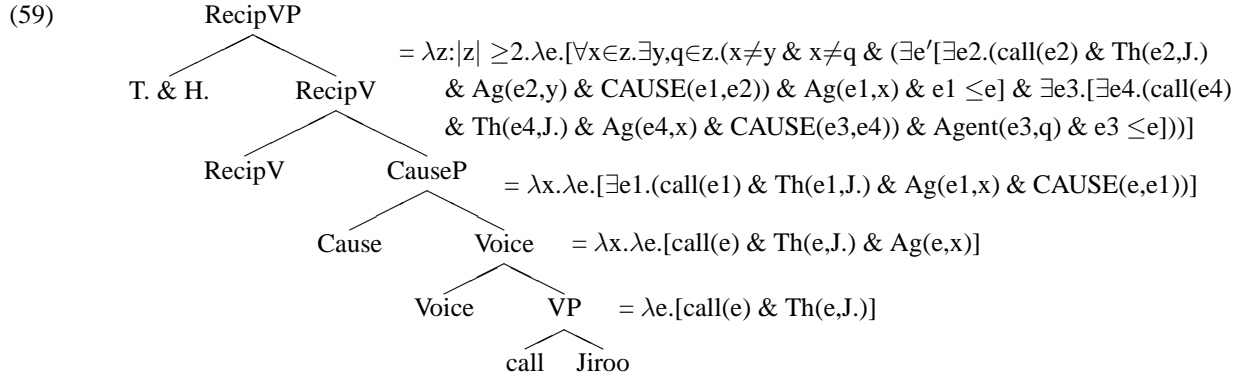 (59) RecipVP
= λz:|z| ≥2.λe.[∀x∈z.∃y,q∈z.(x≠y & x≠q & (∃e′[∃e2.(call(e2) & Th(e2,J.)
T. & H. RecipV & Ag(e2,y) & CAUSE(e1,e2)) & Ag(e1,x) & e1 ≤e] & ∃e3.[∃e4.(call(e4)
& Th(e4,J.) & Ag(e4,x) & CAUSE(e3,e4)) & Agent(e3,q) & e3 ≤e]))]
RecipV CauseP = λx.λe.[∃e1.(call(e1) & Th(e1,J.) & Ag(e1,x) & CAUSE(e,e1))]
Cause Voice = λx.λe.[call(e) & Th(e,J.) & Ag(e,x)]
Voice VP = λe.[call(e) & Th(e,J.)]
call Jiroo